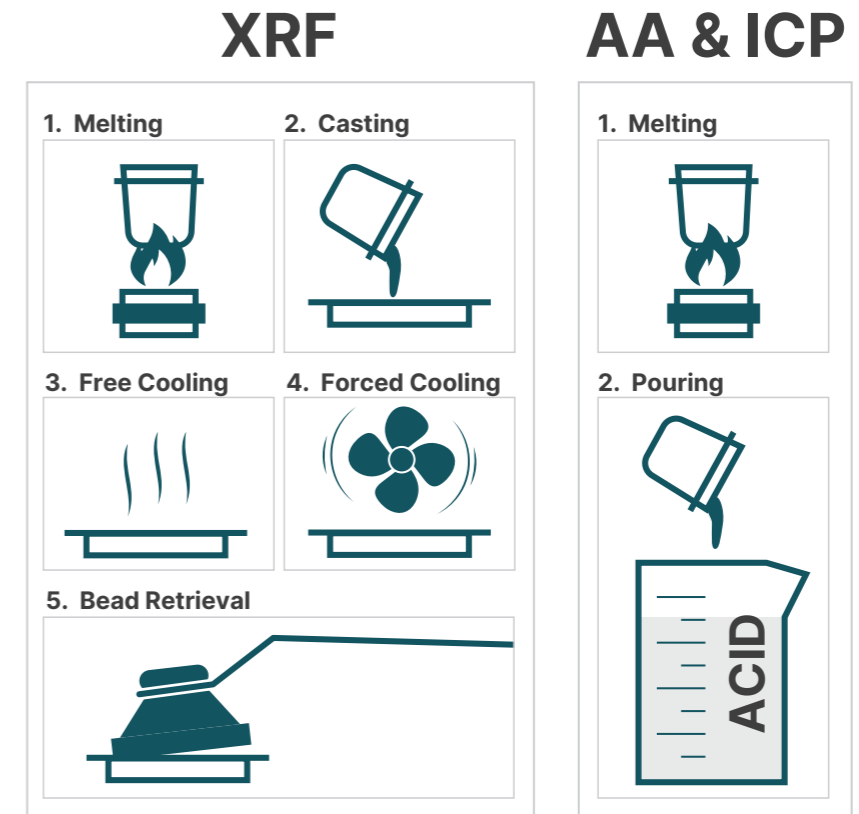 XRF
1. Melting
2. Casting
3. Free Cooling
4. Forced Cooling
5. Bead Retrieval
AA & ICP
1. Melting
2. Pouring
ACID